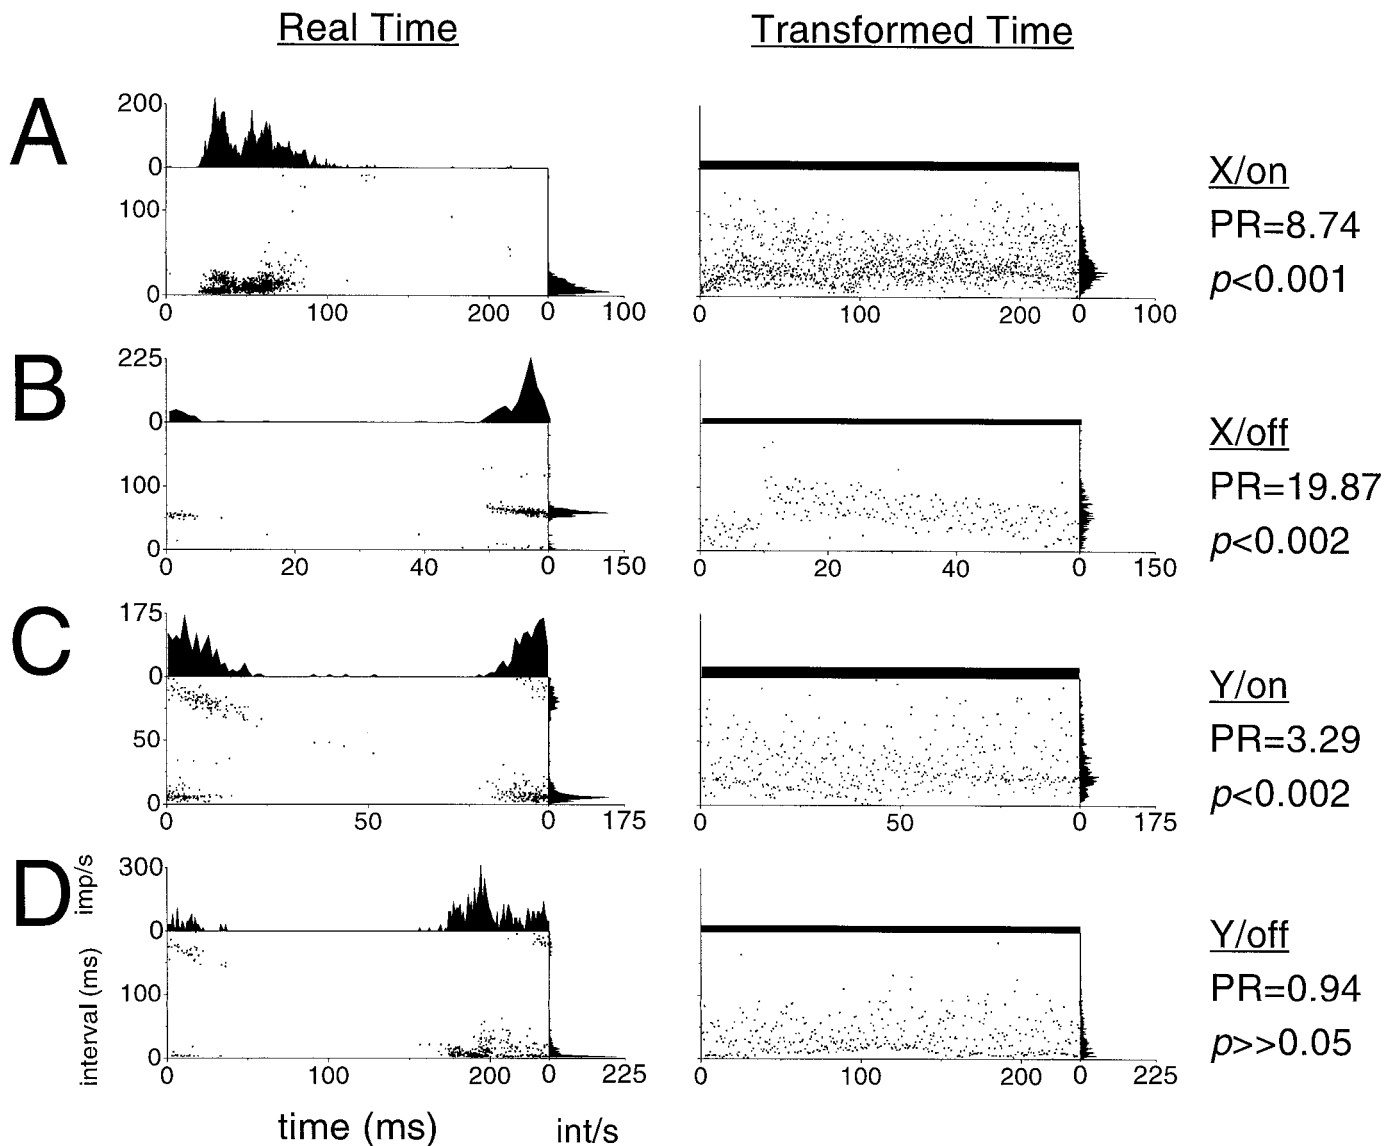 Real Time
Transformed Time
A
200
0
100
0
0 100 200 0 100
0 100 200 0 100
X/on
PR=8.74
p<0.001
B
225
0
100
0
0 20 40 0 150
0 20 40 0 150
X/off
PR=19.87
p<0.002
C
175
0
50
0
0 50 0 175
0 50 0 175
Y/on
PR=3.29
p<0.002
D
imp/s
300
0
interval (ms)
100
0
0 100 200 0 225
0 100 200 0 225
Y/off
PR=0.94
p>>0.05
time (ms)
int/s